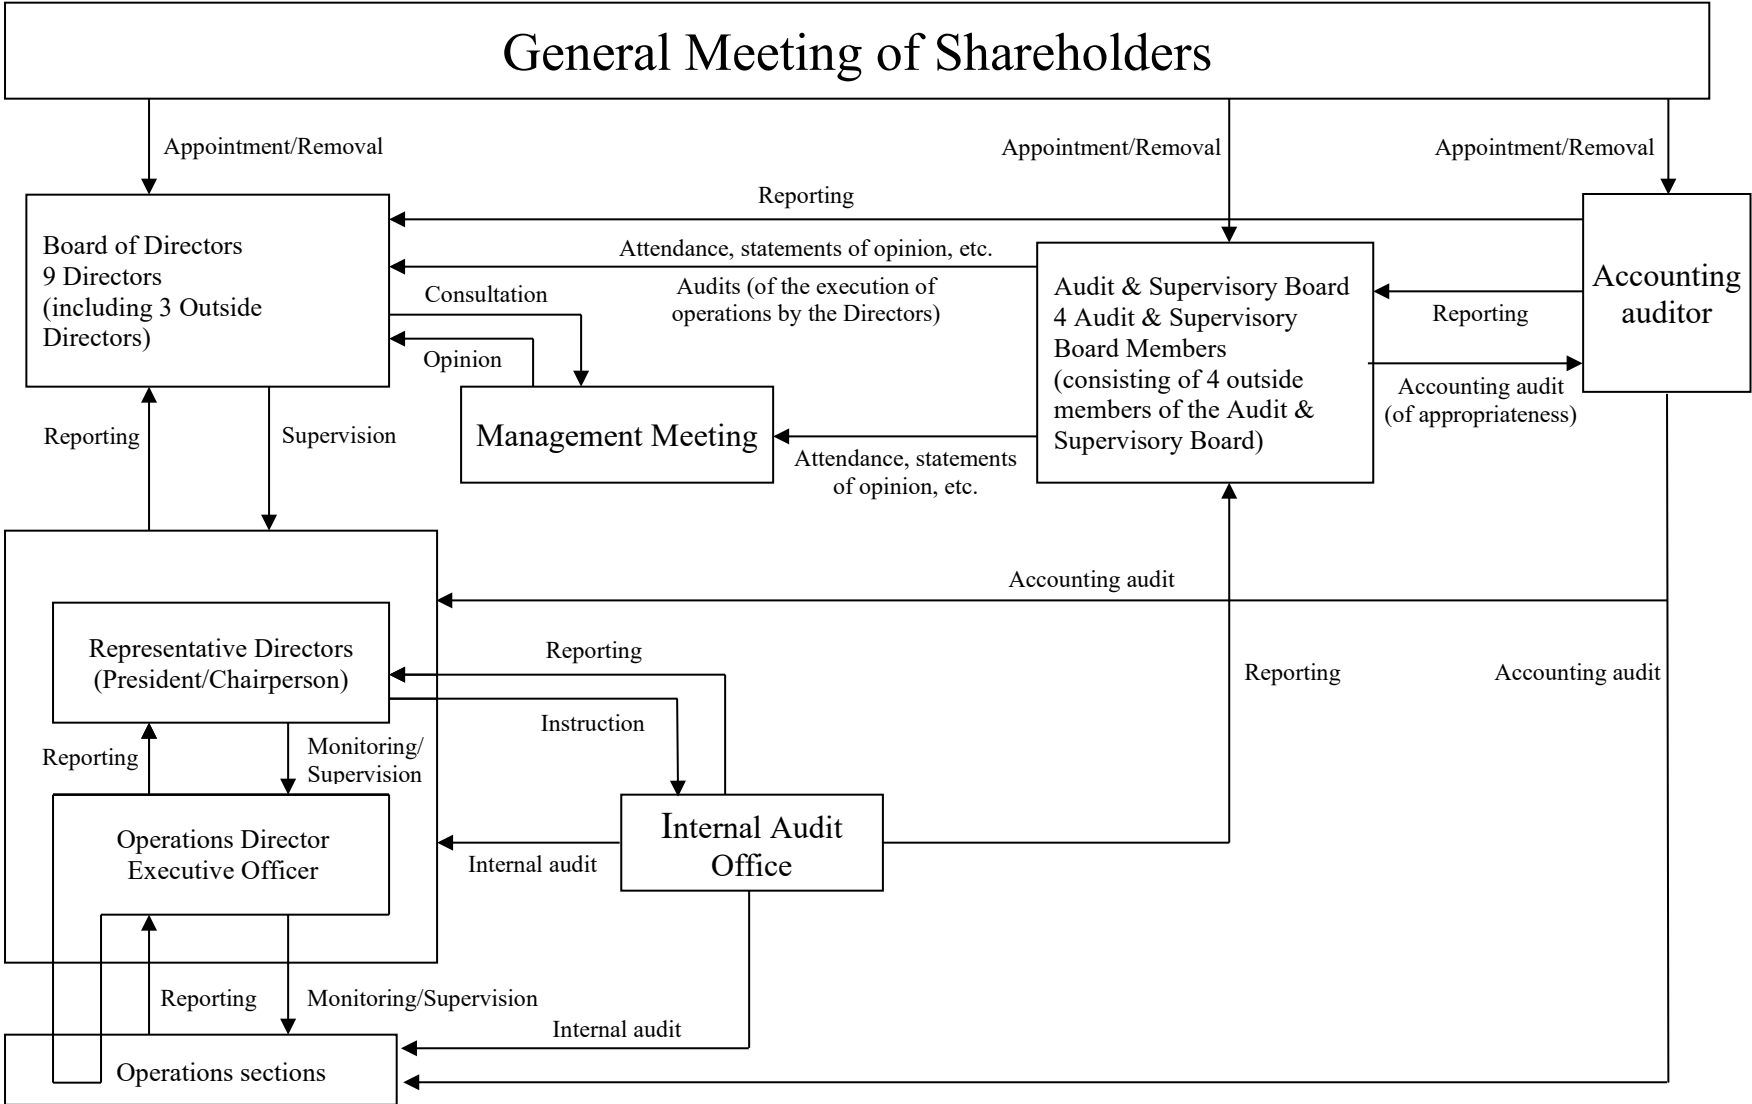 General Meeting of Shareholders
Appointment/Removal
Appointment/Removal
Appointment/Removal
Reporting
Board of Directors
9 Directors
(including 3 Outside
Directors)
Attendance, statements of opinion, etc.
Audits (of the execution of
operations by the Directors)
Consultation
Opinion
Audit & Supervisory Board
4 Audit & Supervisory
Board Members
(consisting of 4 outside
members of the Audit &
Supervisory Board)
Accounting
auditor
Reporting
Accounting audit
(of appropriateness)
Reporting
Supervision
Management Meeting
Attendance, statements
of opinion, etc.
Accounting audit
Representative Directors
(President/Chairperson)
Reporting
Instruction
Reporting
Accounting audit
Reporting
Monitoring/
Supervision
Operations Director
Executive Officer
Internal Audit
Office
Internal audit
Reporting
Monitoring/Supervision
Internal audit
Operations sections